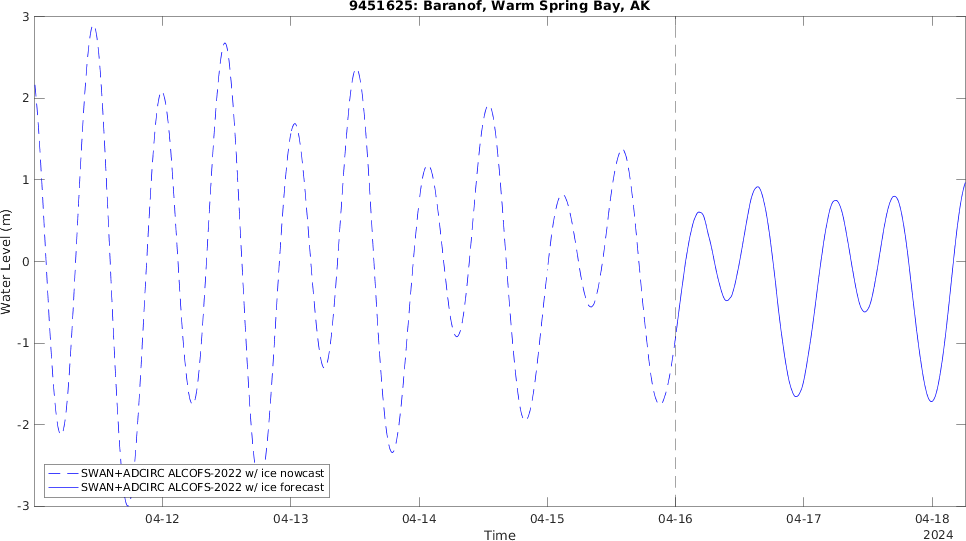 9451625: Baranof, Warm Spring Bay, AK
3
2
1
0
-1
-2
-3
Water Level (m)
SWAN+ADCIRC ALCOFS-2022 w/ ice nowcast
SWAN+ADCIRC ALCOFS-2022 w/ ice forecast
04-12 04-13 04-14 04-15 04-16 04-17 04-18
Time
2024